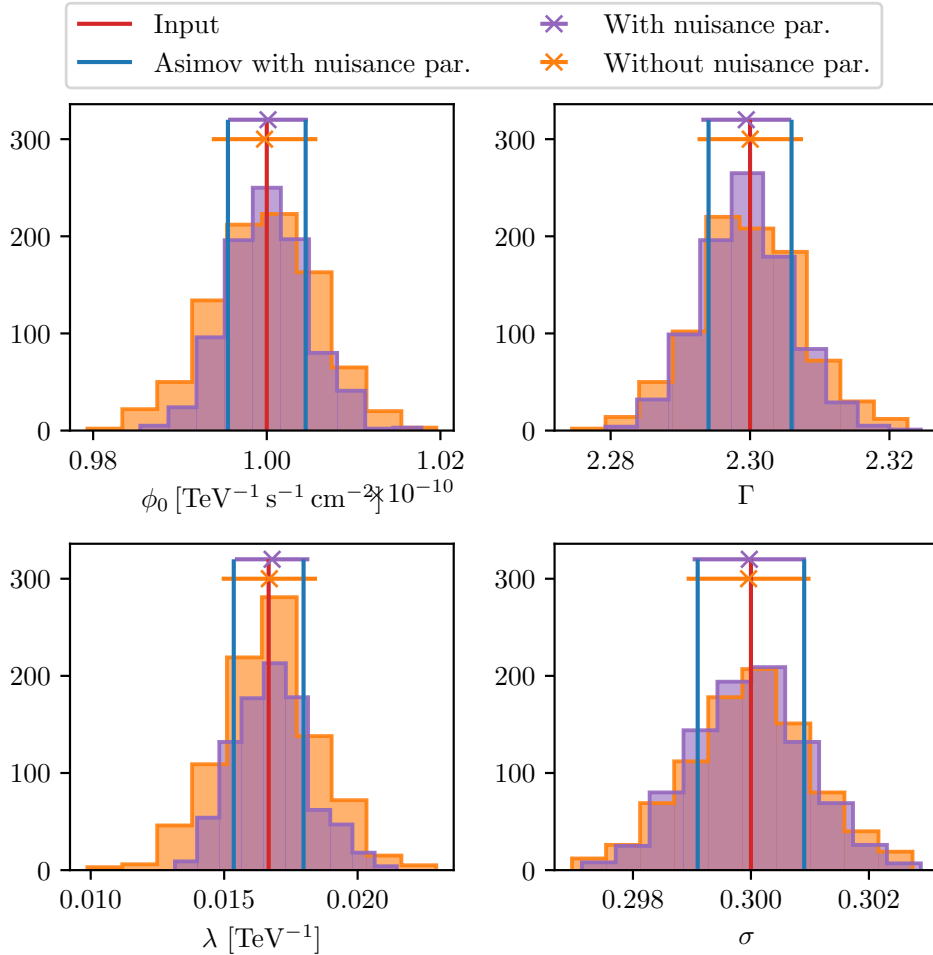 Input
With nuisance par.
Asimov with nuisance par.
Without nuisance par.
300
200
100
0
0.98 1.00 1.02
ϕ₀ [TeV⁻¹ s⁻¹ cm⁻²]
×10⁻¹⁰
300
200
100
0
2.28 2.30 2.32
Γ
300
200
100
0
0.010 0.015 0.020
λ [TeV⁻¹]
300
200
100
0
0.298 0.300 0.302
σ